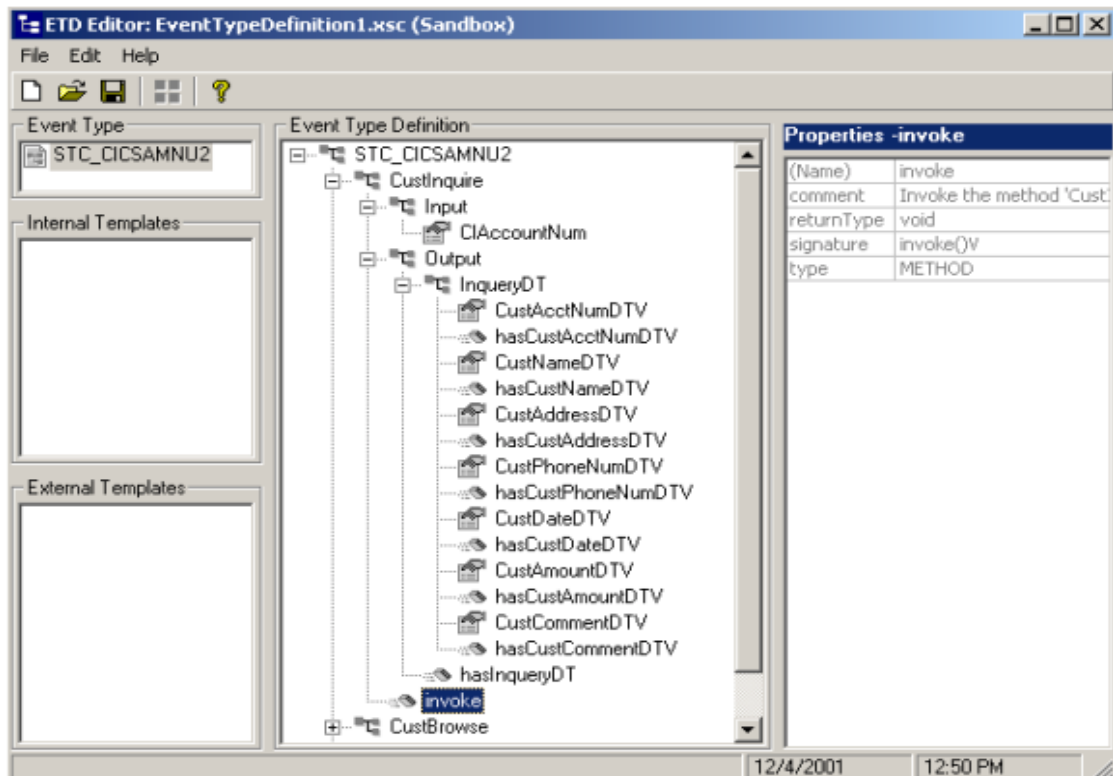 ETD Editor: EventTypeDefinition1.xsc (Sandbox)
File Edit Help
Event Type
STC_CICSAMNU2
Internal Templates
External Templates
Event Type Definition
STC_CICSAMNU2
CustInquire
Input
CIAccountNum
Output
InqueryDT
CustAcctNumDTV
hasCustAcctNumDTV
CustNameDTV
hasCustNameDTV
CustAddressDTV
hasCustAddressDTV
CustPhoneNumDTV
hasCustPhoneNumDTV
CustDateDTV
hasCustDateDTV
CustAmountDTV
hasCustAmountDTV
CustCommentDTV
hasCustCommentDTV
hasInqueryDT
invoke
CustBrowse
Properties -invoke
(Name) invoke
comment Invoke the method 'Cust
returnType void
signature invoke()V
type METHOD
12/4/2001 12:50 PM